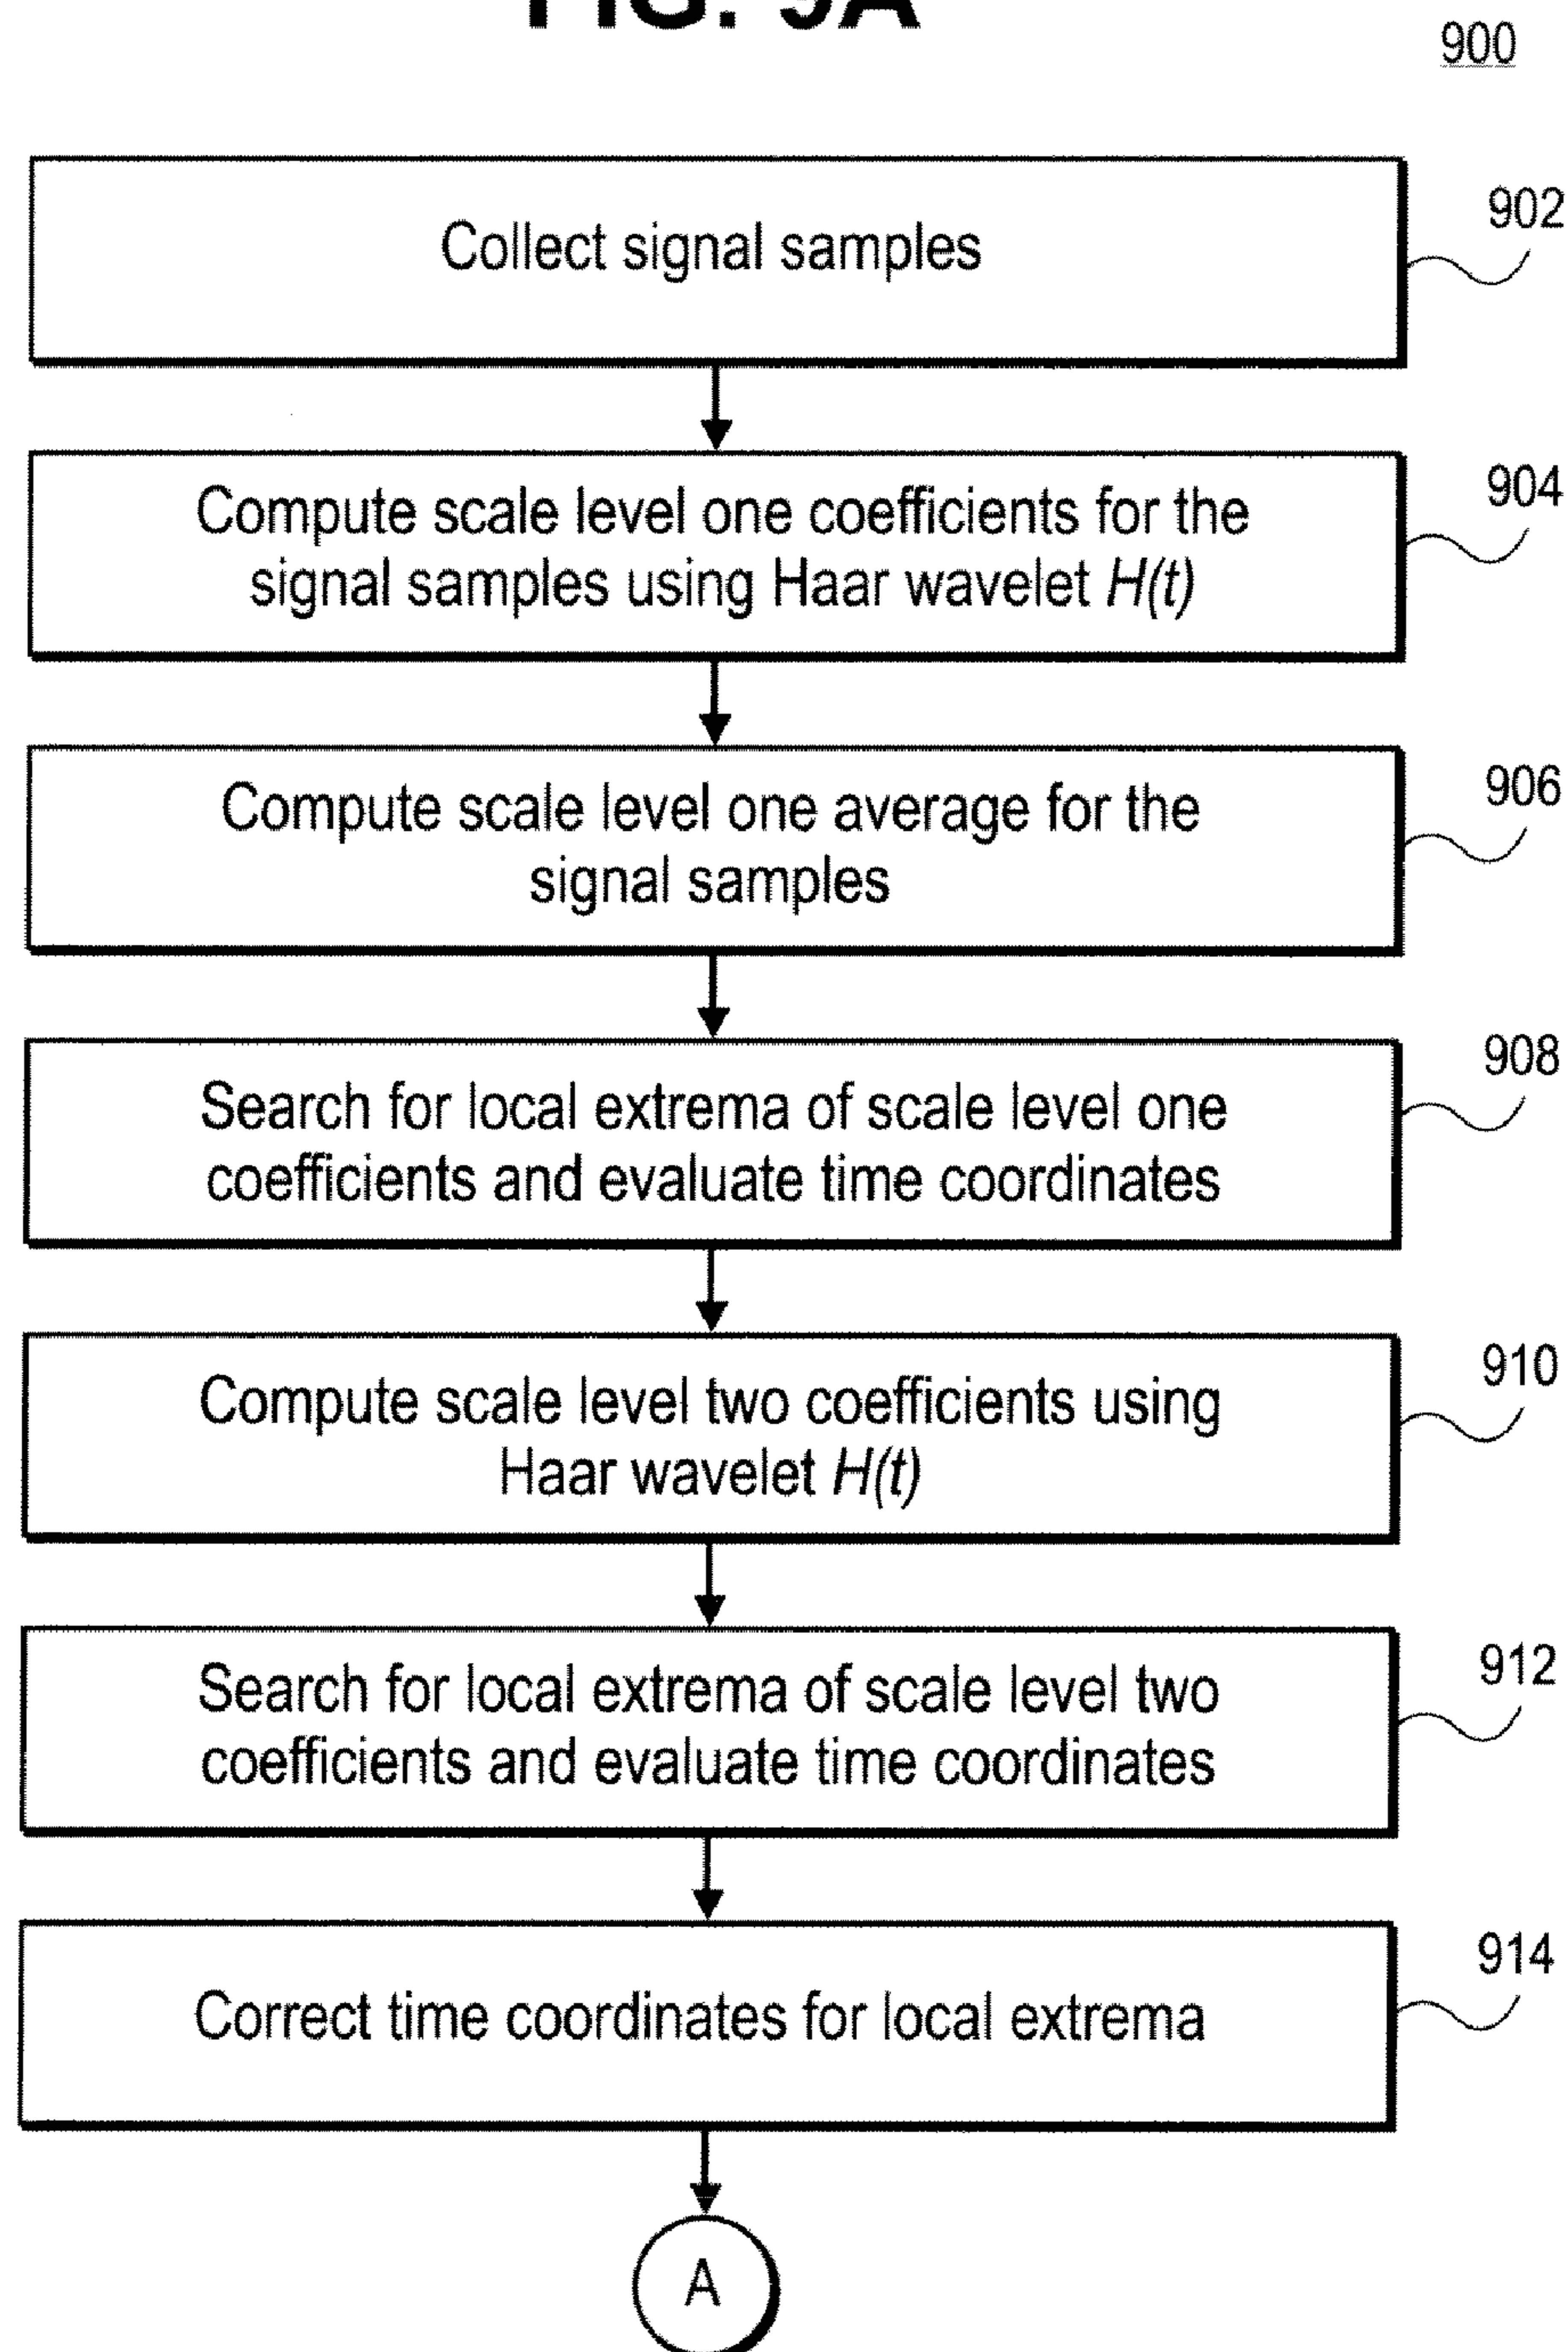 FIG. 9A
900
Collect signal samples
902
Compute scale level one coefficients for the
signal samples using Haar wavelet H(t)
904
Compute scale level one average for the
signal samples
906
Search for local extrema of scale level one
coefficients and evaluate time coordinates
908
Compute scale level two coefficients using
Haar wavelet H(t)
910
Search for local extrema of scale level two
coefficients and evaluate time coordinates
912
Correct time coordinates for local extrema
914
A